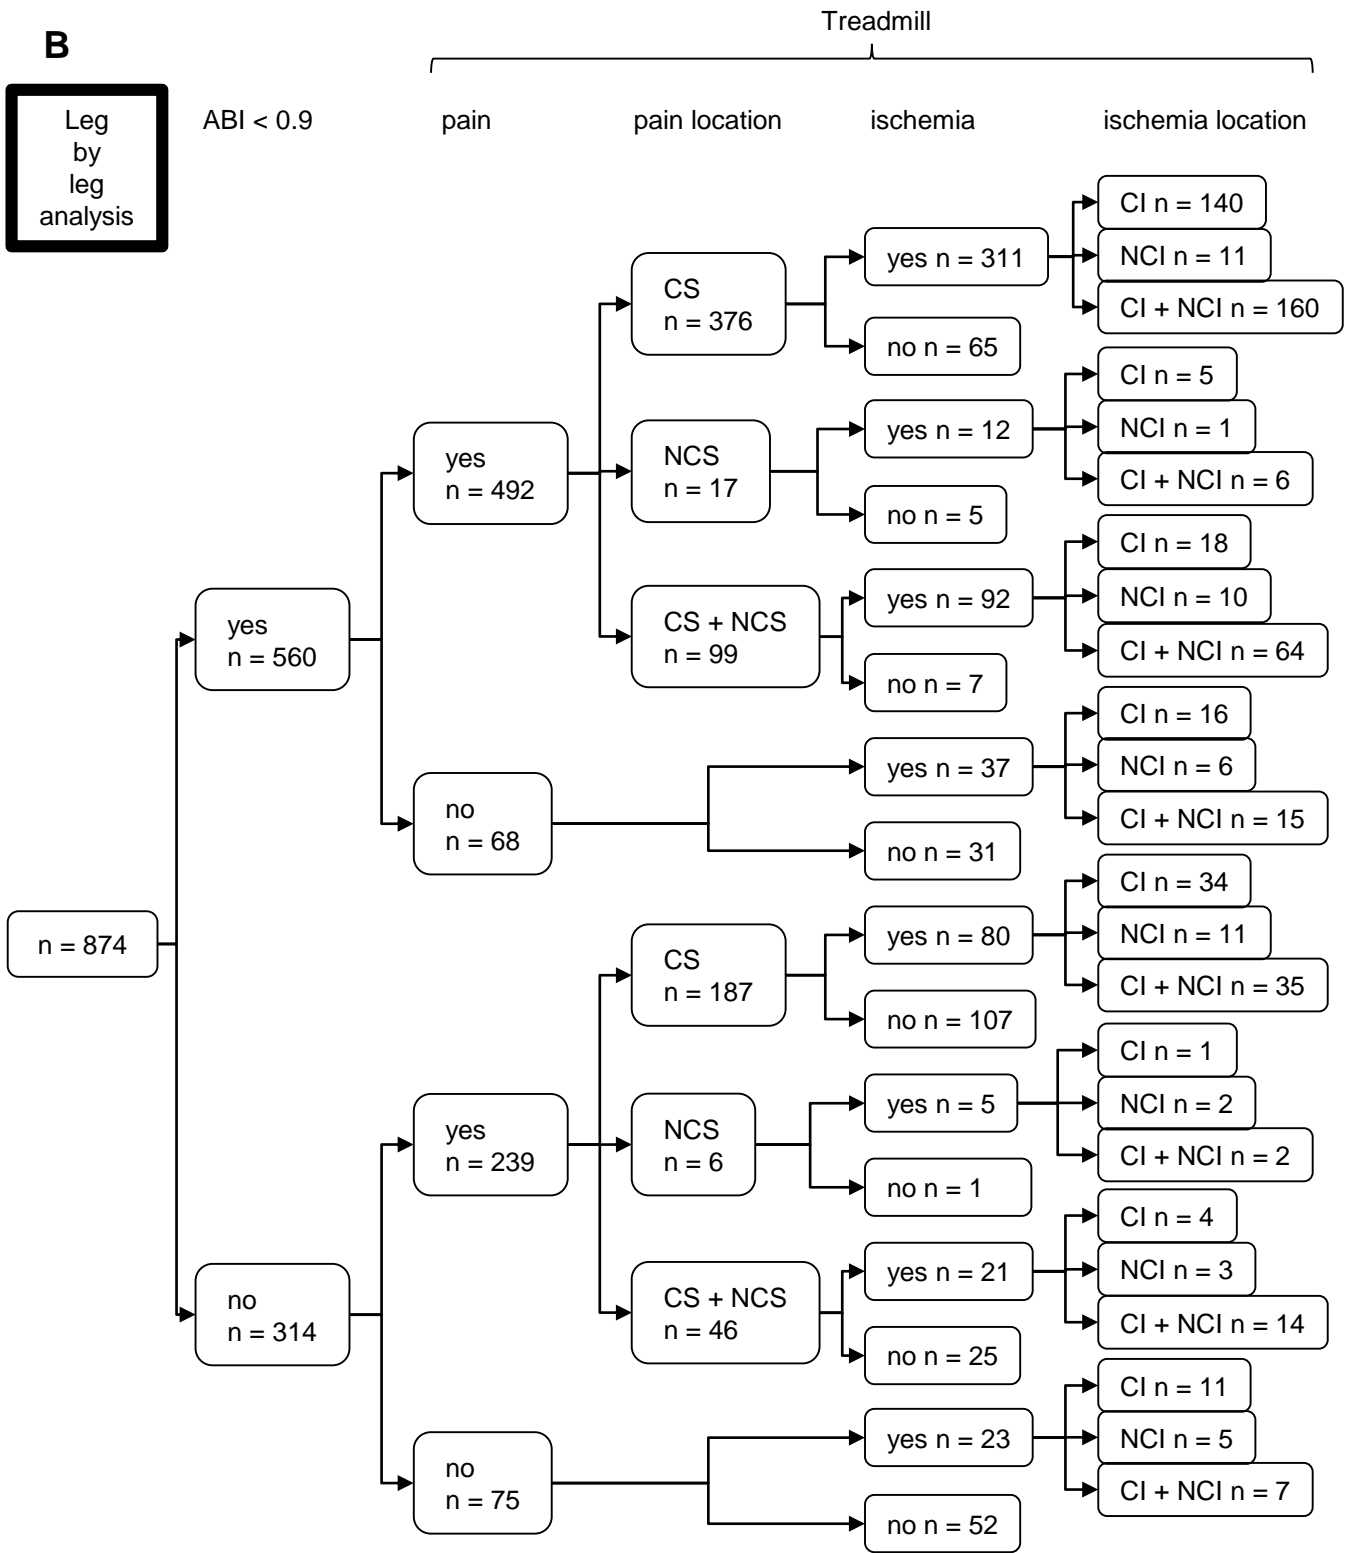 B
Treadmill
Leg
by
leg
analysis
ABI < 0.9
pain
pain location
ischemia
ischemia location
n = 874
yes
n = 560
no
n = 314
yes
n = 492
no
n = 68
yes
n = 239
no
n = 75
CS
n = 376
NCS
n = 17
CS + NCS
n = 99
CS
n = 187
NCS
n = 6
CS + NCS
n = 46
yes n = 311
no n = 65
yes n = 12
no n = 5
yes n = 92
no n = 7
yes n = 37
no n = 31
yes n = 80
no n = 107
yes n = 5
no n = 1
yes n = 21
no n = 25
yes n = 23
no n = 52
CI n = 140
NCI n = 11
CI + NCI n = 160
CI n = 5
NCI n = 1
CI + NCI n = 6
CI n = 18
NCI n = 10
CI + NCI n = 64
CI n = 16
NCI n = 6
CI + NCI n = 15
CI n = 34
NCI n = 11
CI + NCI n = 35
CI n = 1
NCI n = 2
CI + NCI n = 2
CI n = 4
NCI n = 3
CI + NCI n = 14
CI n = 11
NCI n = 5
CI + NCI n = 7